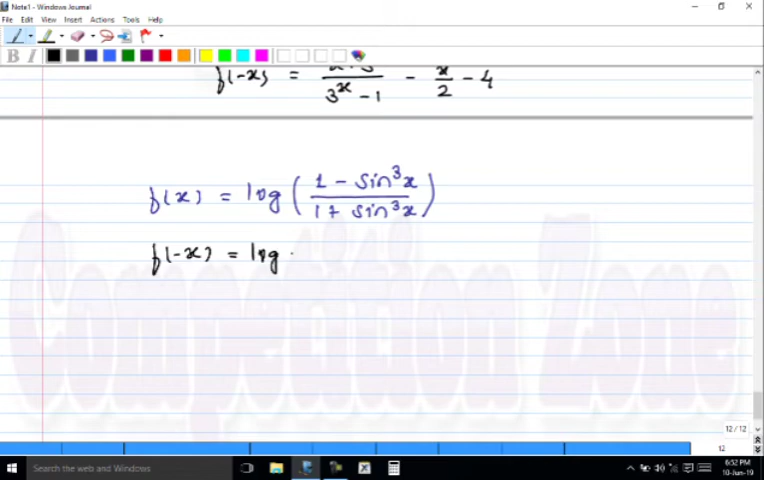 Note1 - Windows Journal
File Edit View Insert Actions Tools Help
B I
f(-x) = 3^x - 1 - x/2 - 4
f(x) = log ( 1 - sin³x / 1 + sin³x )
f(-x) = log
Competition Zone
12 / 12
12
Search the web and Windows
6:52 PM
10-Jun-19